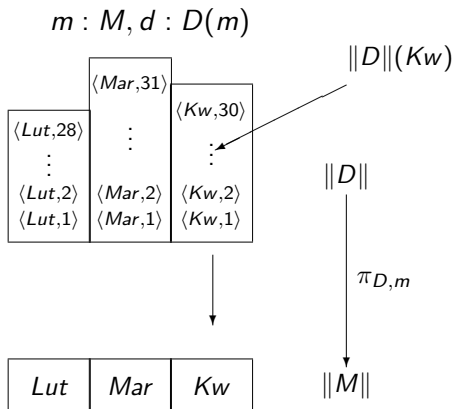 m : M, d : D(m)
‖D‖(Kw)
⟨Mar,31⟩
⟨Kw,30⟩
⟨Lut,28⟩
⋮ ⋮ ⋮
‖D‖
⟨Lut,2⟩ ⟨Mar,2⟩ ⟨Kw,2⟩
⟨Lut,1⟩ ⟨Mar,1⟩ ⟨Kw,1⟩
π_{D,m}
Lut Mar Kw ‖M‖